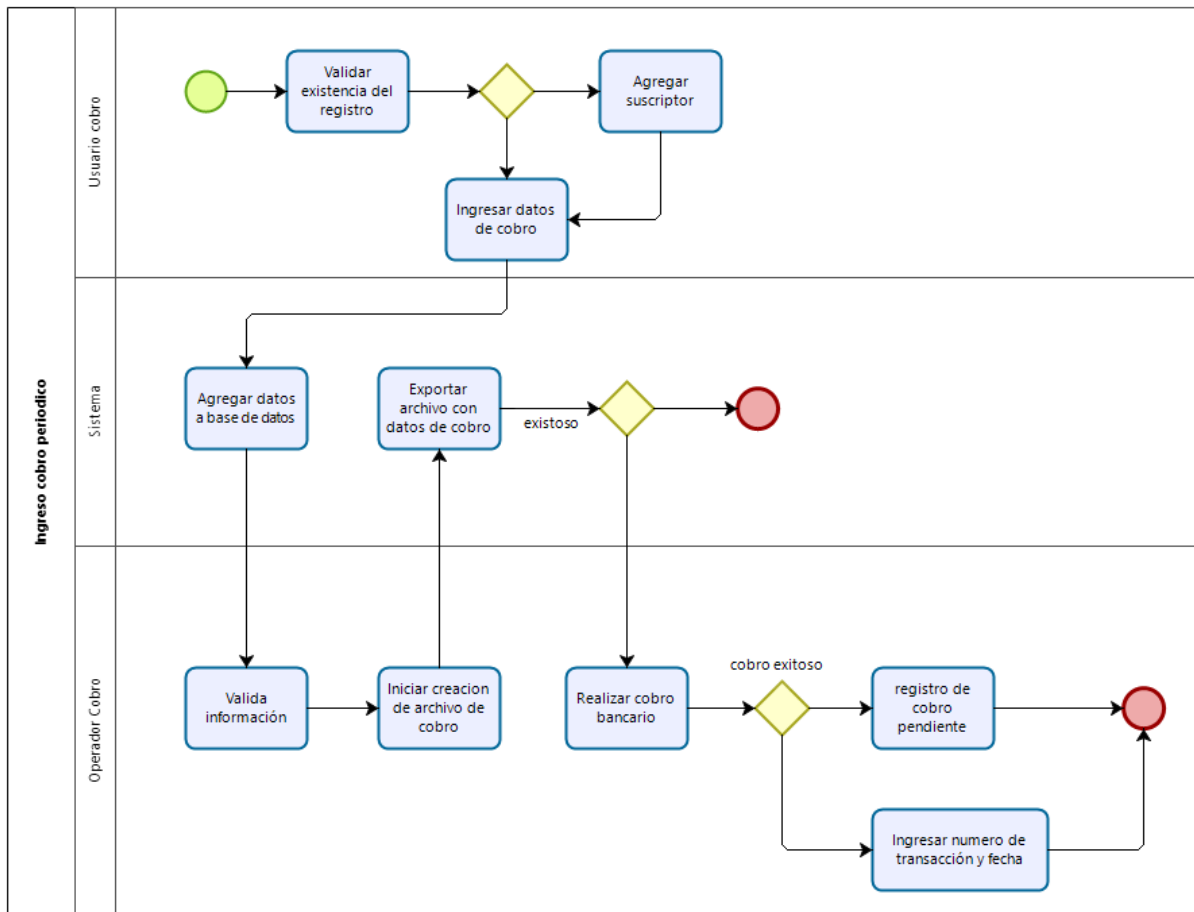 Ingreso cobro periodico
Usuario cobro
Validar
existencia del
registro
Agregar
suscriptor
Ingresar datos
de cobro
Sistema
Agregar datos
a base de datos
Exportar
archivo con
datos de cobro
existoso
Operador Cobro
Valida
información
Iniciar creacion
de archivo de
cobro
Realizar cobro
bancario
cobro exitoso
registro de
cobro
pendiente
Ingresar numero de
transacción y fecha